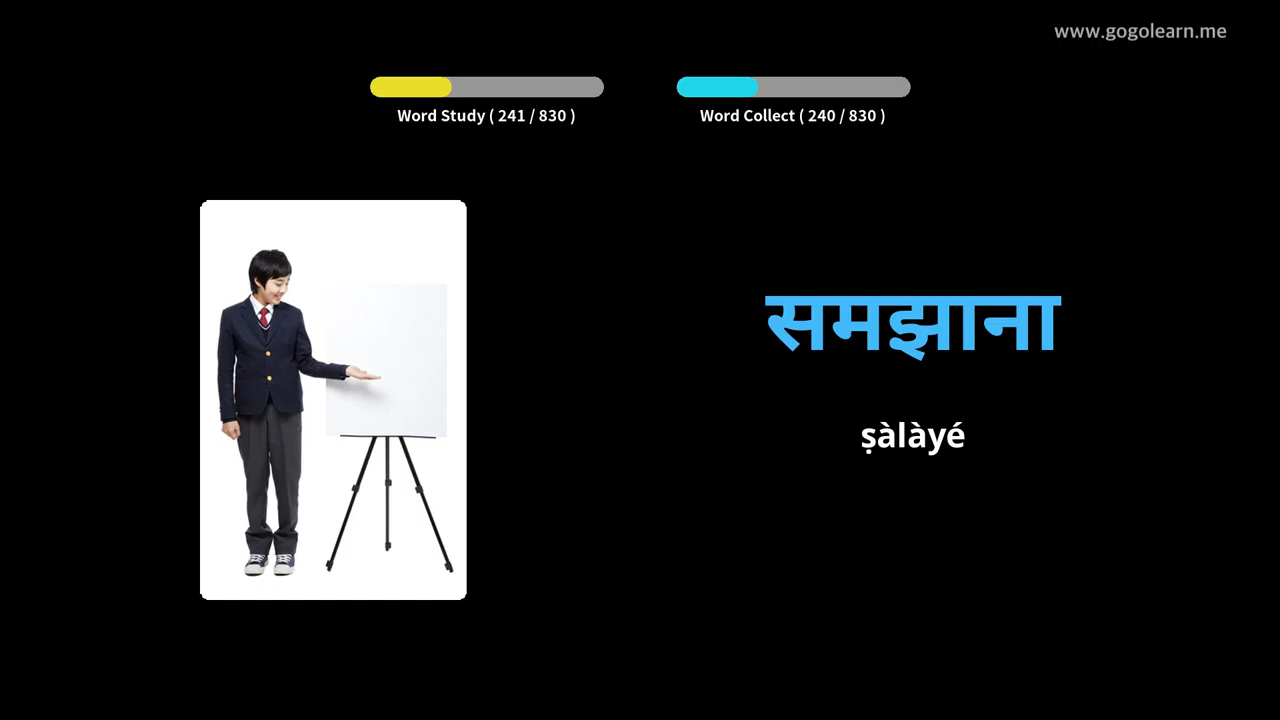 www.gogolearn.me
Word Study ( 241 / 830 )
Word Collect ( 240 / 830 )
समझाना
ṣàlàyé